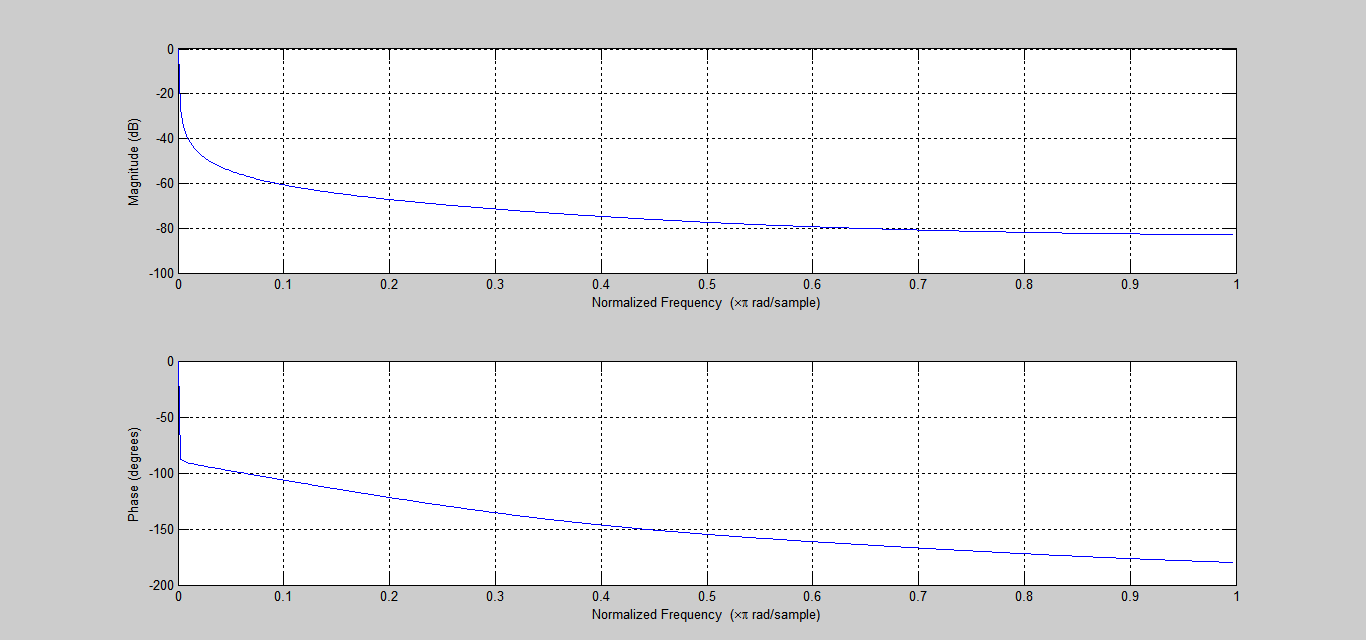 0
-20
-40
-60
-80
-100
Magnitude (dB)
0 0.1 0.2 0.3 0.4 0.5 0.6 0.7 0.8 0.9 1
Normalized Frequency (×π rad/sample)
0
-50
-100
-150
-200
Phase (degrees)
0 0.1 0.2 0.3 0.4 0.5 0.6 0.7 0.8 0.9 1
Normalized Frequency (×π rad/sample)